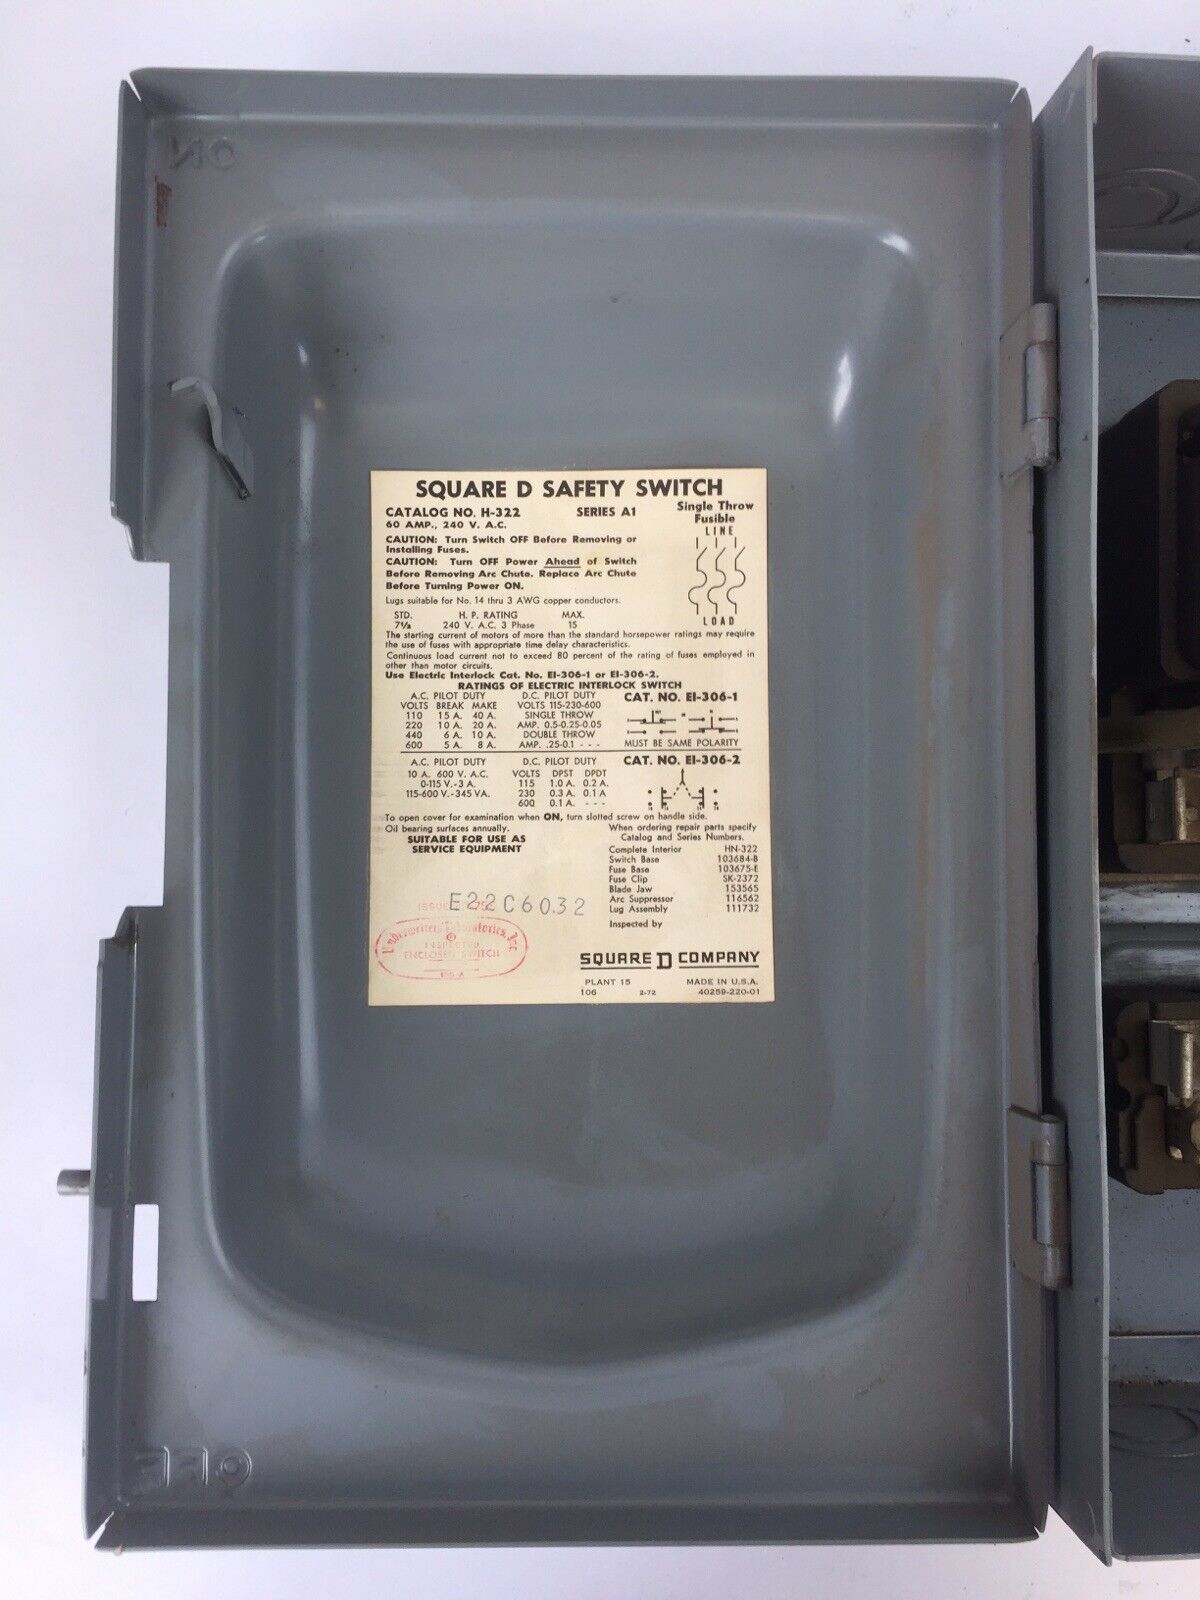 ON
SQUARE D SAFETY SWITCH
CATALOG NO. H-322 SERIES A1
60 AMP., 240 V. A.C.
Single Throw
Fusible
LINE
LOAD
CAUTION: Turn Switch OFF Before Removing or
Installing Fuses.
CAUTION: Turn OFF Power Ahead of Switch
Before Removing Arc Chute. Replace Arc Chute
Before Turning Power ON.
Lugs suitable for No. 14 thru 3 AWG copper conductors.
STD. H. P. RATING MAX.
7½ 240 V. A.C. 3 Phase 15
The starting current of motors of more than the standard horsepower ratings may require
the use of fuses with appropriate time delay characteristics.
Continuous load current not to exceed 80 percent of the rating of fuses employed in
other than motor circuits.
Use Electric Interlock Cat. No. EI-306-1 or EI-306-2.
RATINGS OF ELECTRIC INTERLOCK SWITCH
A.C. PILOT DUTY D.C. PILOT DUTY CAT. NO. EI-306-1
VOLTS BREAK MAKE VOLTS 115-230-600
110 15 A. 40 A. SINGLE THROW
220 10 A. 20 A. AMP. 0.5-0.25-0.05
440 6 A. 10 A. DOUBLE THROW
600 5 A. 8 A. AMP. .25-0.1 - - - MUST BE SAME POLARITY
A.C. PILOT DUTY D.C. PILOT DUTY CAT. NO. EI-306-2
10 A. 600 V. A.C. VOLTS DPST DPDT
0-115 V.-3 A. 115 1.0 A. 0.2 A.
115-600 V.-345 VA. 230 0.3 A. 0.1 A
600 0.1 A. - - -
To open cover for examination when ON, turn slotted screw on handle side.
Oil bearing surfaces annually.
SUITABLE FOR USE AS
SERVICE EQUIPMENT
When ordering repair parts specify
Catalog and Series Numbers.
Complete Interior HN-322
Switch Base 103684-B
Fuse Base 103675-E
Fuse Clip SK-2372
Blade Jaw 153565
Arc Suppressor 116562
Lug Assembly 111732
Inspected by
E22C6032
Underwriters Laboratories, Inc.
INSPECTED
ENCLOSED SWITCH
SQUARE D COMPANY
PLANT 15 MADE IN U.S.A.
106 2-72 40259-220-01
OFF